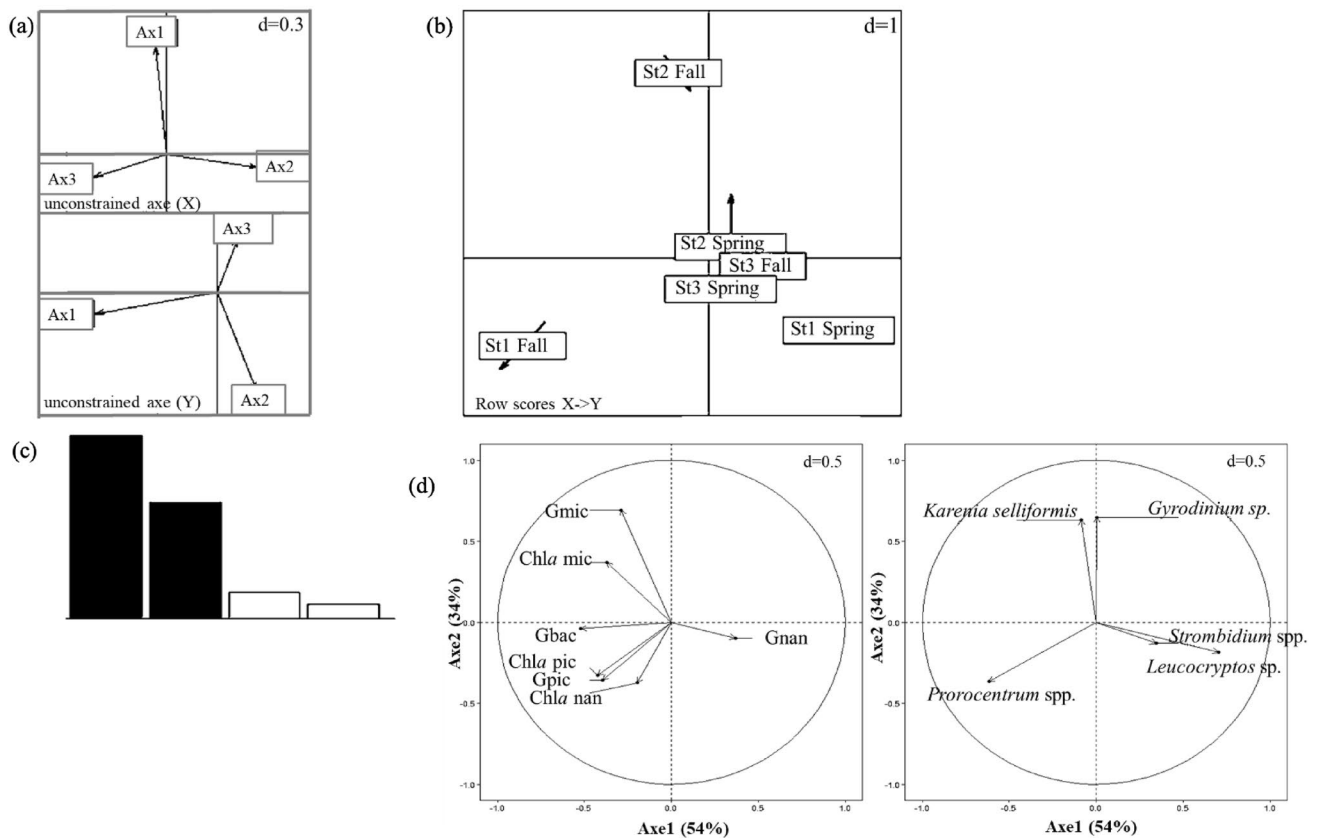 (a)
Ax1
d=0.3
Ax3
Ax2
unconstrained axe (X)
Ax3
Ax1
unconstrained axe (Y)
Ax2
(b)
d=1
St2 Fall
St2 Spring
St3 Fall
St3 Spring
St1 Spring
St1 Fall
Row scores X->Y
(c)
(d)
d=0.5
Gmic
Chla mic
Gbac
Gnan
Chla pic
Gpic
Chla nan
1.0
0.5
0.0
-0.5
-1.0
Axe2 (34%)
-1.0 -0.5 0.0 0.5 1.0
Axe1 (54%)
d=0.5
Karenia selliformis
Gyrodinium sp.
Strombidium spp.
Leucocryptos sp.
Prorocentrum spp.
1.0
0.5
0.0
-0.5
-1.0
Axe2 (34%)
-1.0 -0.5 0.0 0.5 1.0
Axe1 (54%)